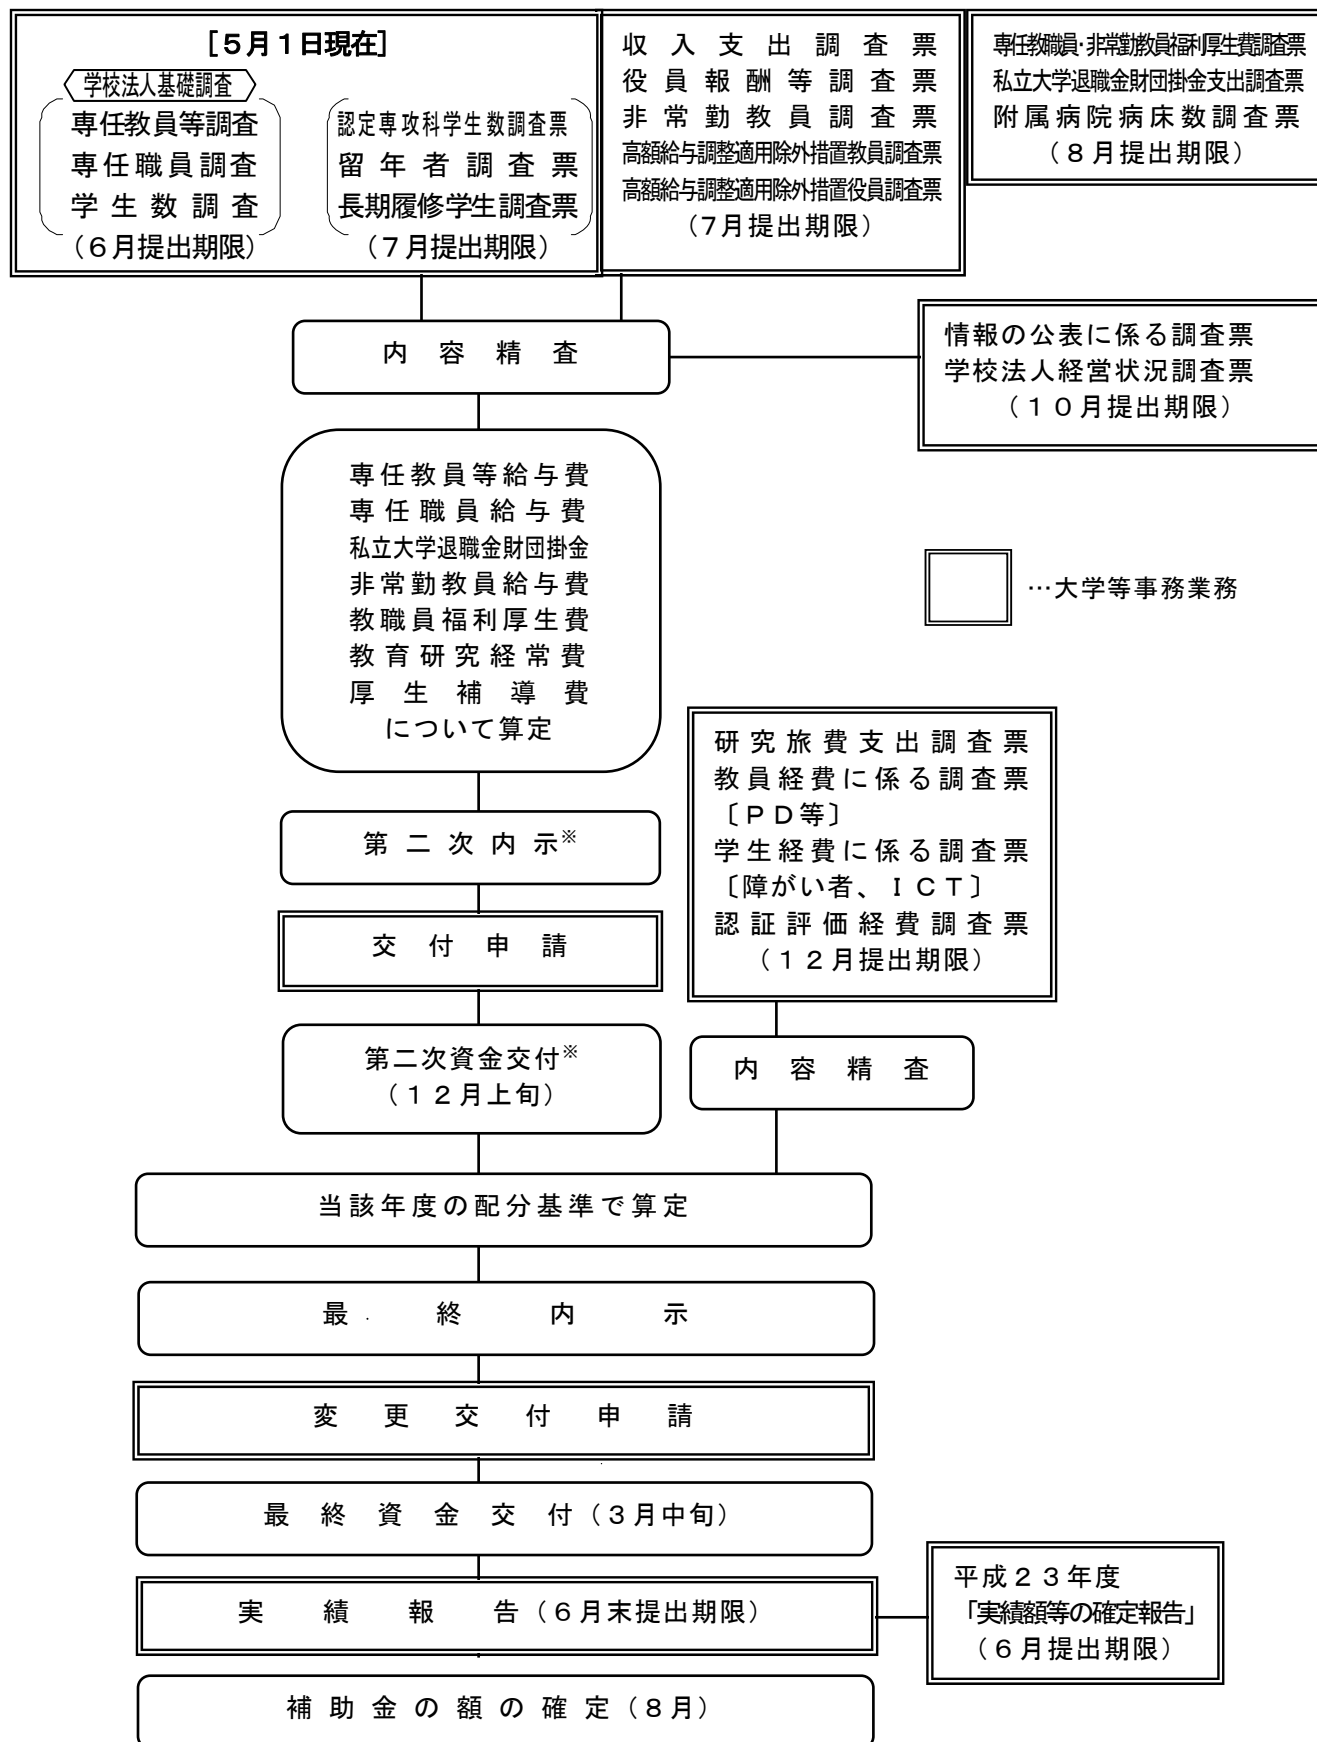 [５月１日現在]
学校法人基礎調査
専任教員等調査
専任職員調査
学生数調査
(６月提出期限)
認定専攻科学生数調査票
留年者調査票
長期履修学生調査票
(７月提出期限)
収入支出調査票
役員報酬等調査票
非常勤教員調査票
高額給与調整適用除外措置教員調査票
高額給与調整適用除外措置役員調査票
(７月提出期限)
専任教職員･非常勤教員福利厚生費調査票
私立大学退職金財団掛金支出調査票
附属病院病床数調査票
(８月提出期限)
内容精査
情報の公表に係る調査票
学校法人経営状況調査票
(１０月提出期限)
専任教員等給与費
専任職員給与費
私立大学退職金財団掛金
非常勤教員給与費
教職員福利厚生費
教育研究経常費
厚生補導費
について算定
…大学等事務業務
第二次内示※
交付申請
第二次資金交付※
(１２月上旬)
研究旅費支出調査票
教員経費に係る調査票
〔ＰＤ等〕
学生経費に係る調査票
〔障がい者、ＩＣＴ〕
認証評価経費調査票
(１２月提出期限)
内容精査
当該年度の配分基準で算定
最終内示
変更交付申請
最終資金交付(３月中旬)
実績報告(６月末提出期限)
平成２３年度
「実績額等の確定報告」
(６月提出期限)
補助金の額の確定(８月)